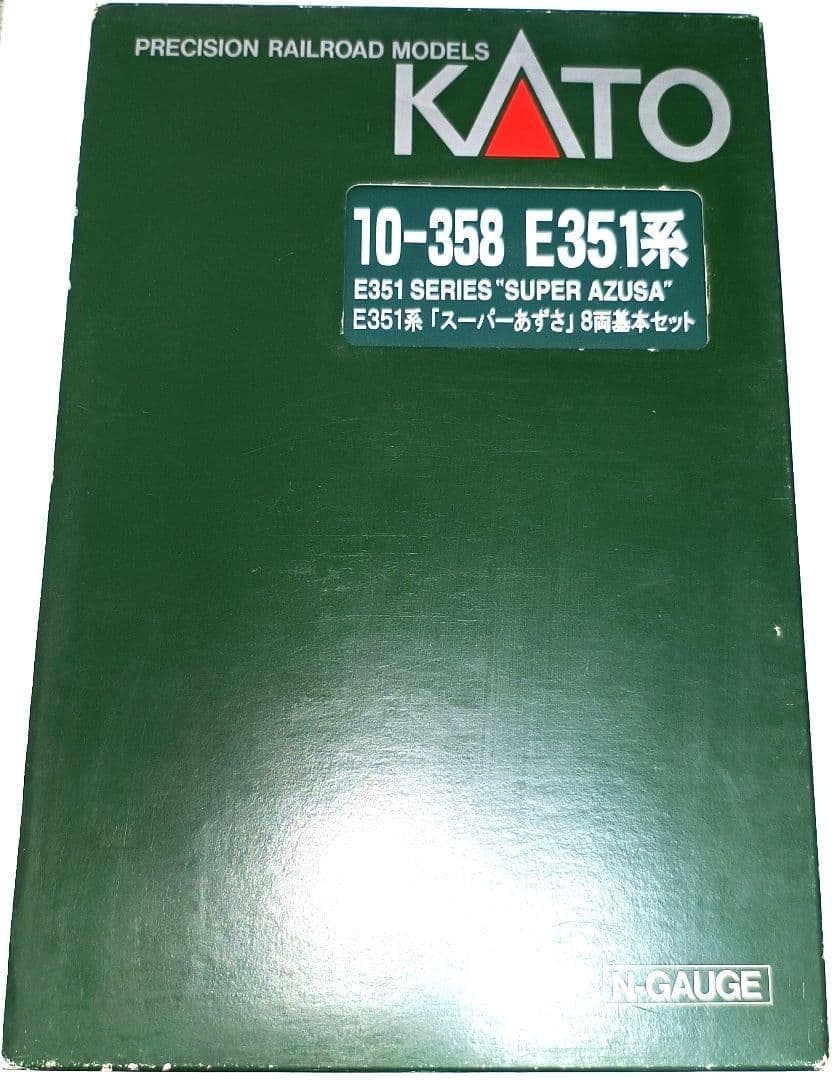 PRECISION RAILROAD MODELS
KATO
10-358 E351系
E351 SERIES "SUPER AZUSA"
E351系「スーパーあずさ」8両基本セット
N-GAUGE